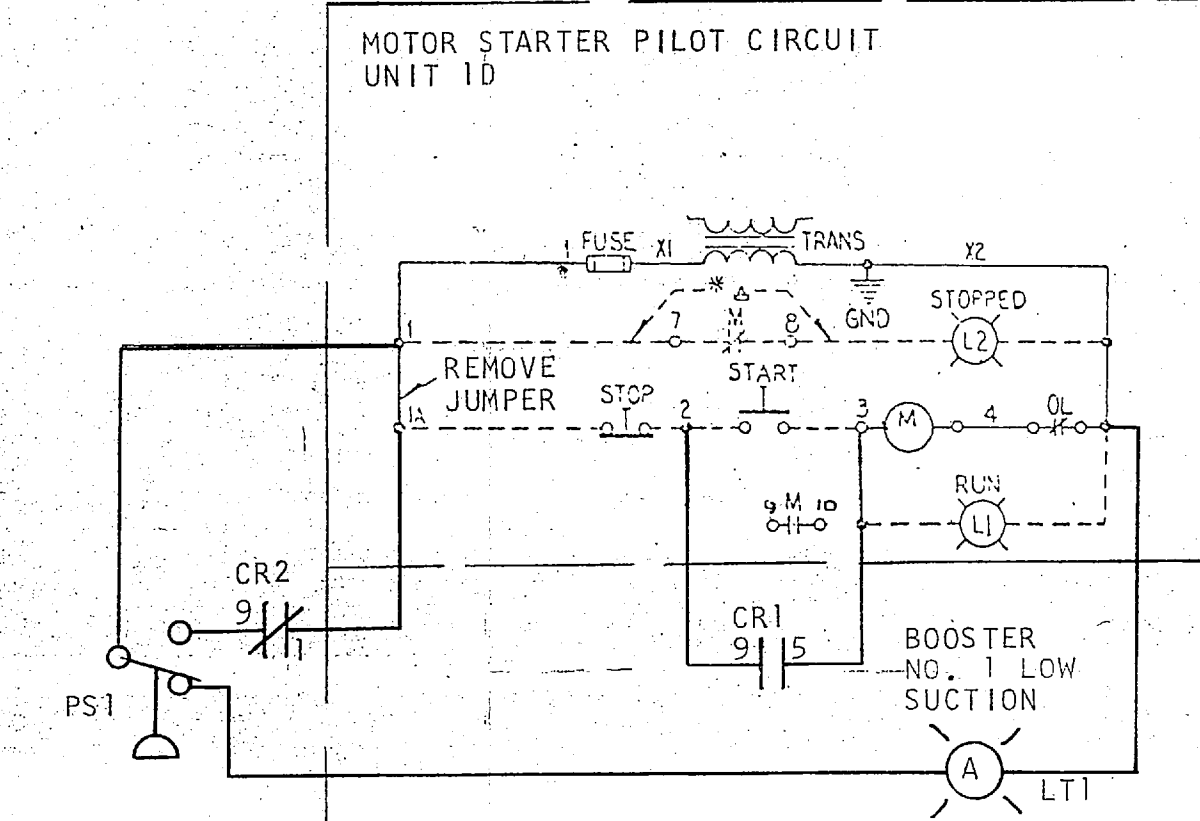 MOTOR STARTER PILOT CIRCUIT
UNIT 1D
1 FUSE X1 TRANS X2
*
GND
STOPPED
1 7 M 8 L2
REMOVE
JUMPER
START
STOP
1A 2 3 M 4 OL
RUN
9 M 10 L1
CR2
9 1
CR1
9 5
BOOSTER
NO. 1 LOW
SUCTION
PS1
A
LT1